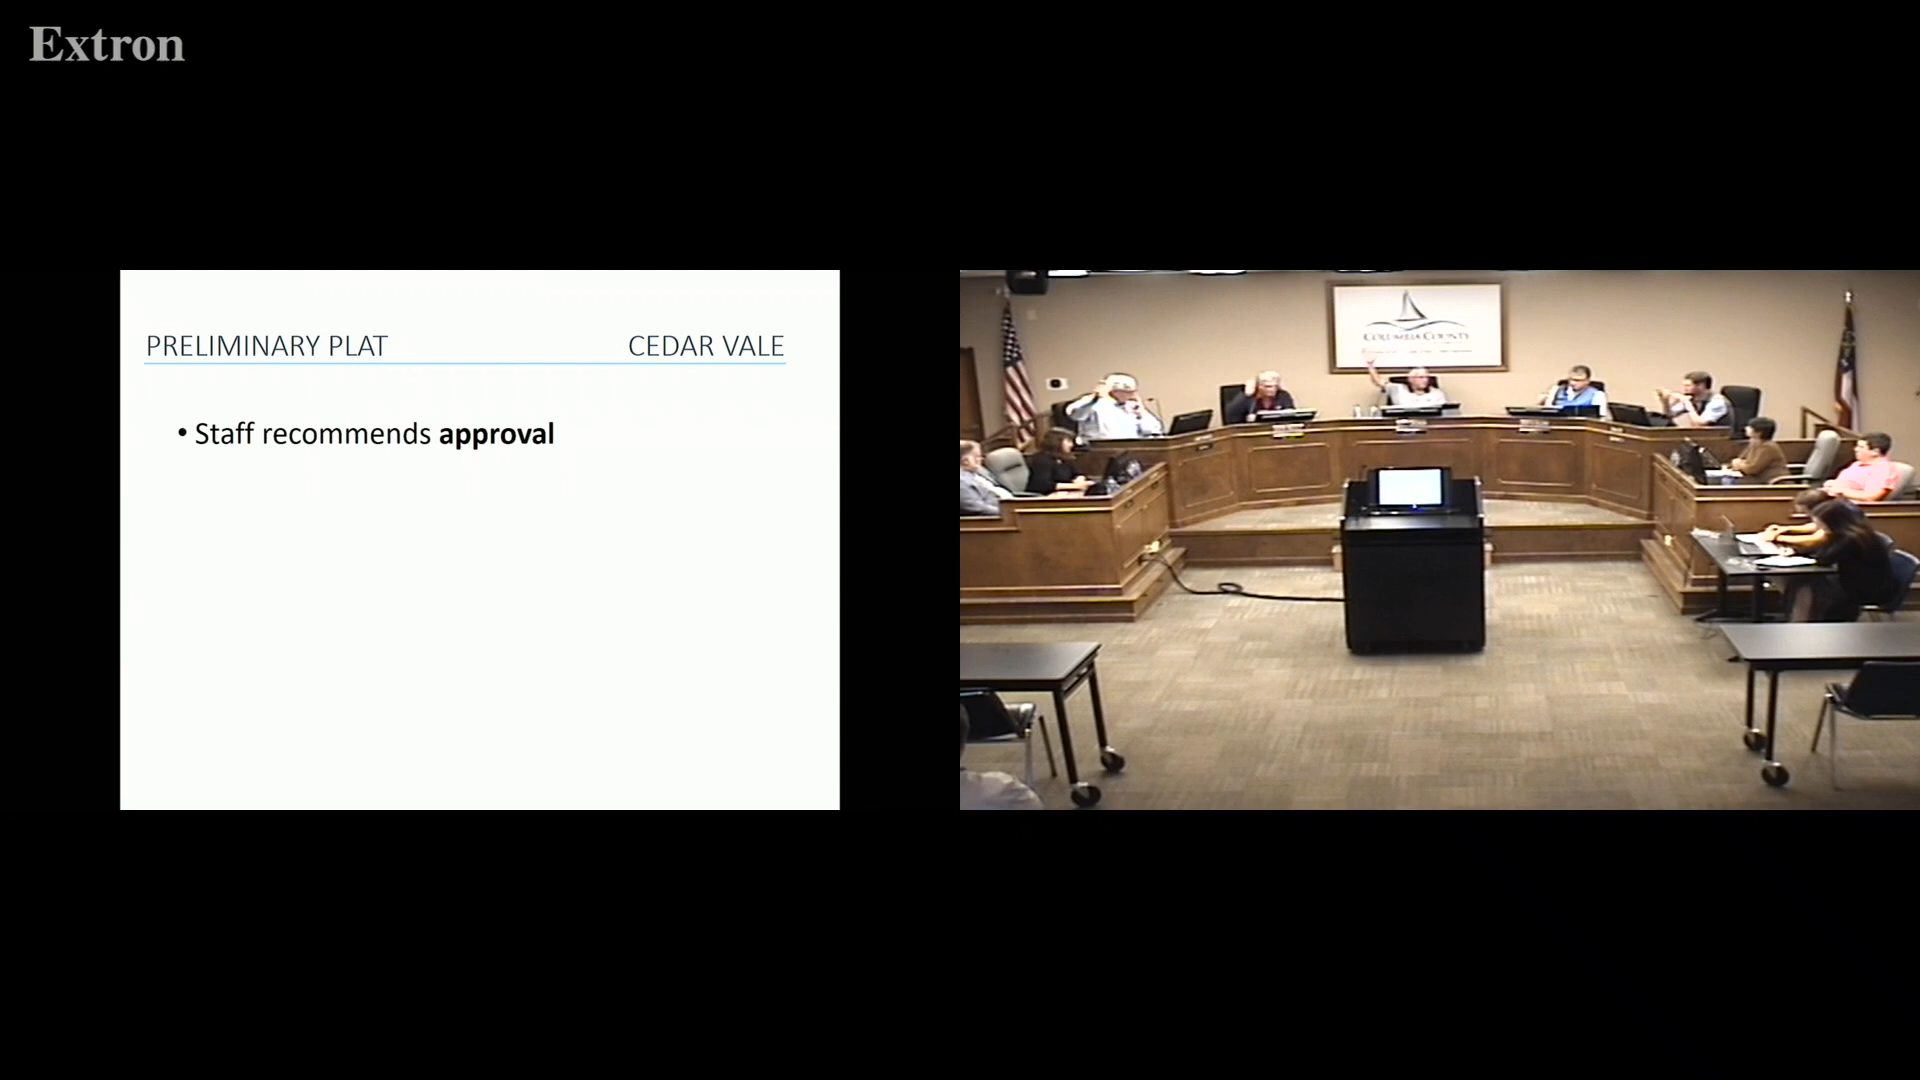 Extron
PRELIMINARY PLAT
CEDAR VALE
• Staff recommends approval
COLUMBIA COUNTY